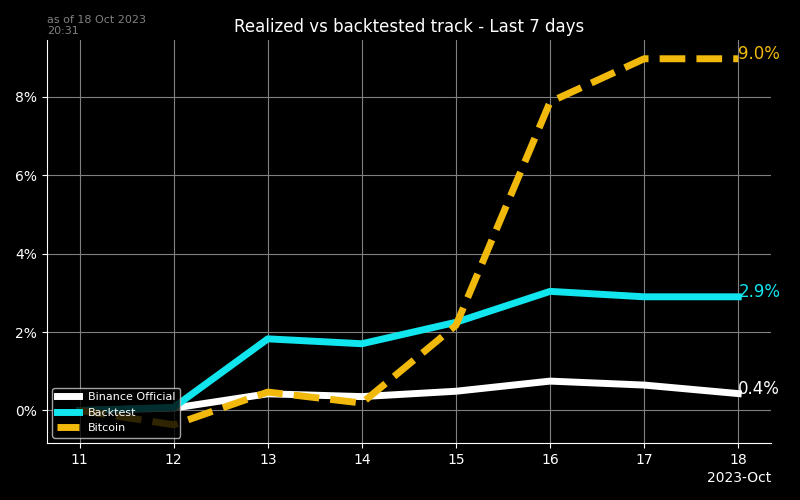 as of 18 Oct 2023
20:31
Realized vs backtested track - Last 7 days
9.0%
8%
6%
4%
2.9%
2%
0.4%
0%
Binance Official
Backtest
Bitcoin
11 12 13 14 15 16 17 18
2023-Oct